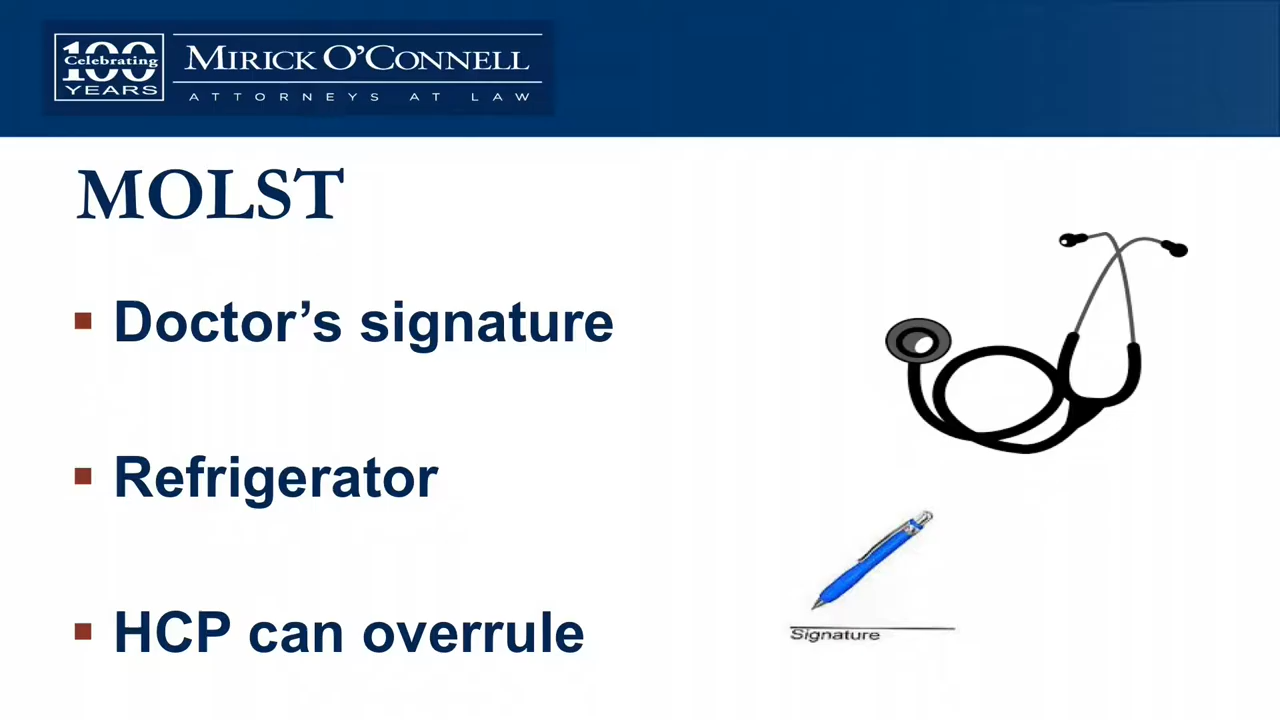 Celebrating
100
YEARS
MIRICK O'CONNELL
ATTORNEYS AT LAW
MOLST
▪ Doctor’s signature
▪ Refrigerator
▪ HCP can overrule
Signature